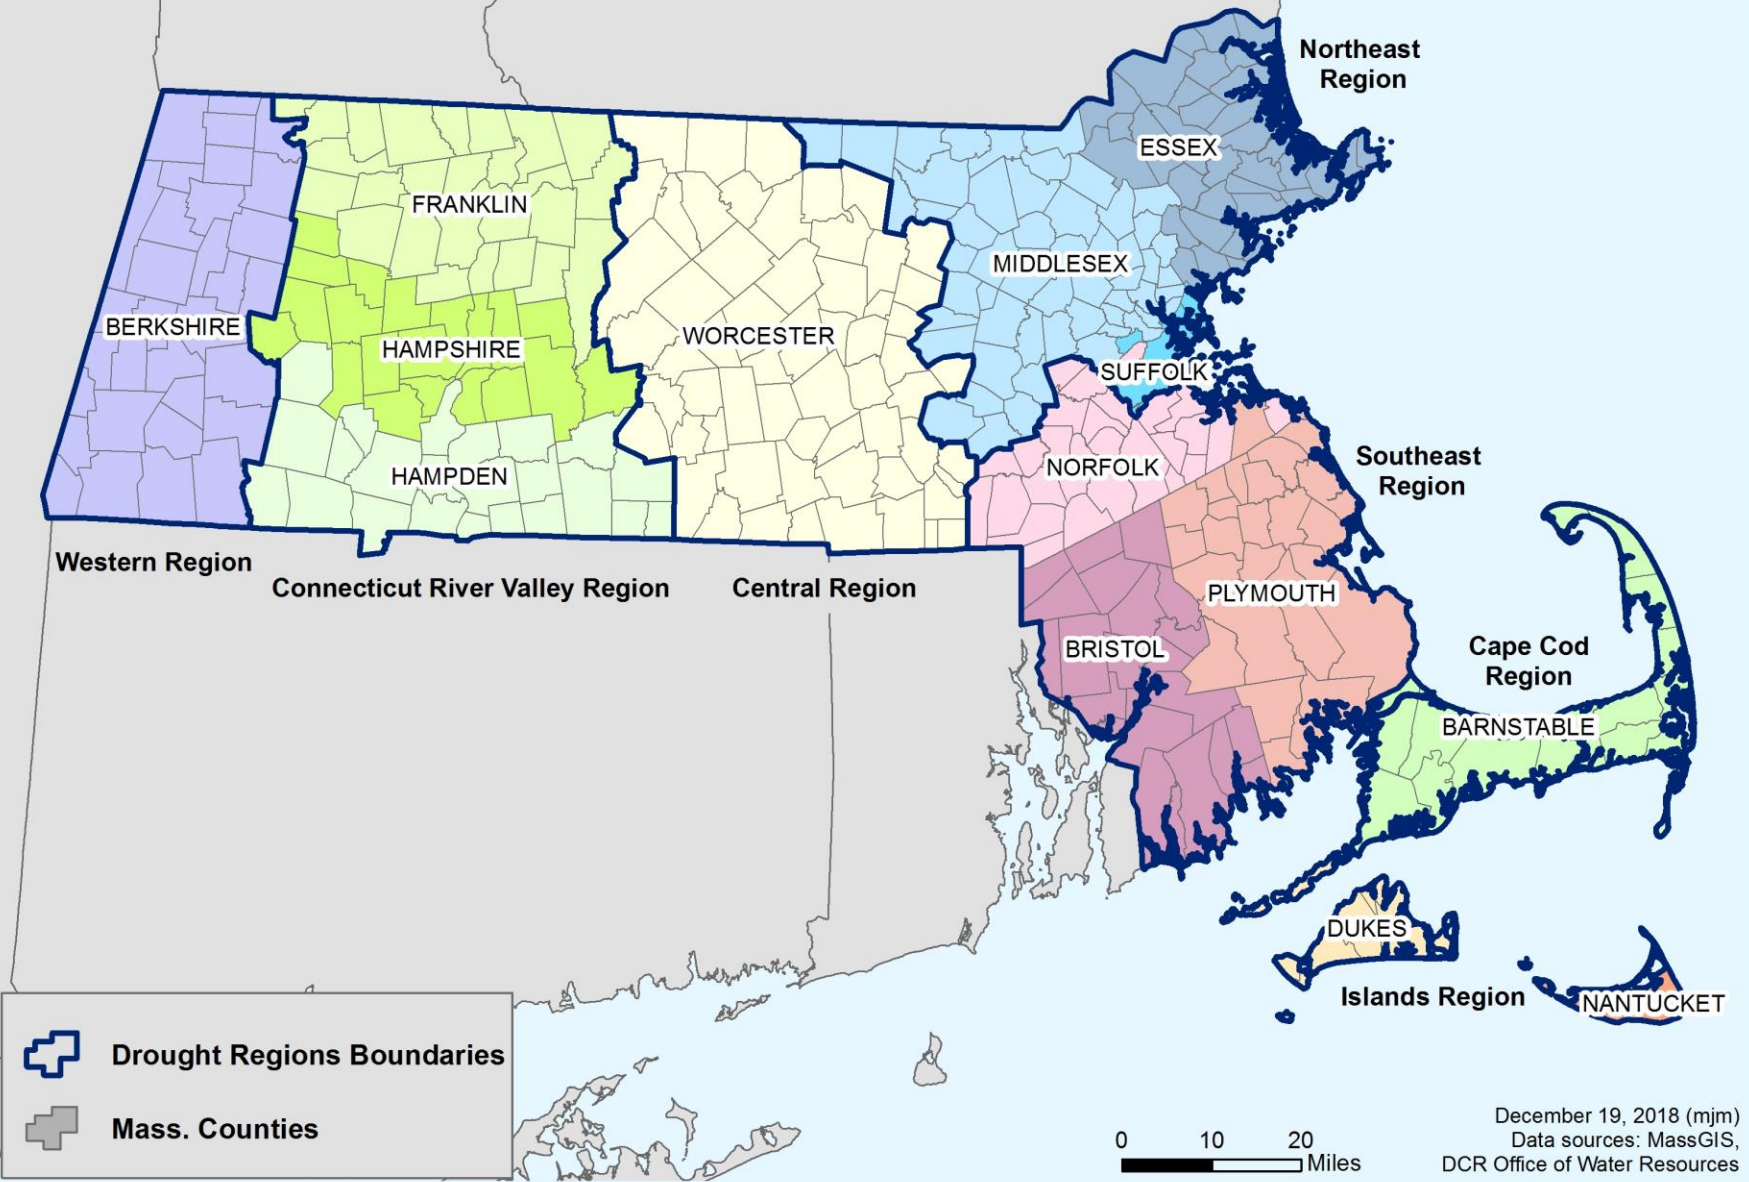 Northeast
Region
ESSEX
FRANKLIN
MIDDLESEX
BERKSHIRE
WORCESTER
HAMPSHIRE
SUFFOLK
NORFOLK
HAMPDEN
Southeast
Region
Western Region
Connecticut River Valley Region
Central Region
PLYMOUTH
BRISTOL
Cape Cod
Region
BARNSTABLE
DUKES
Islands Region
NANTUCKET
Drought Regions Boundaries
Mass. Counties
0 10 20
Miles
December 19, 2018 (mjm)
Data sources: MassGIS,
DCR Office of Water Resources